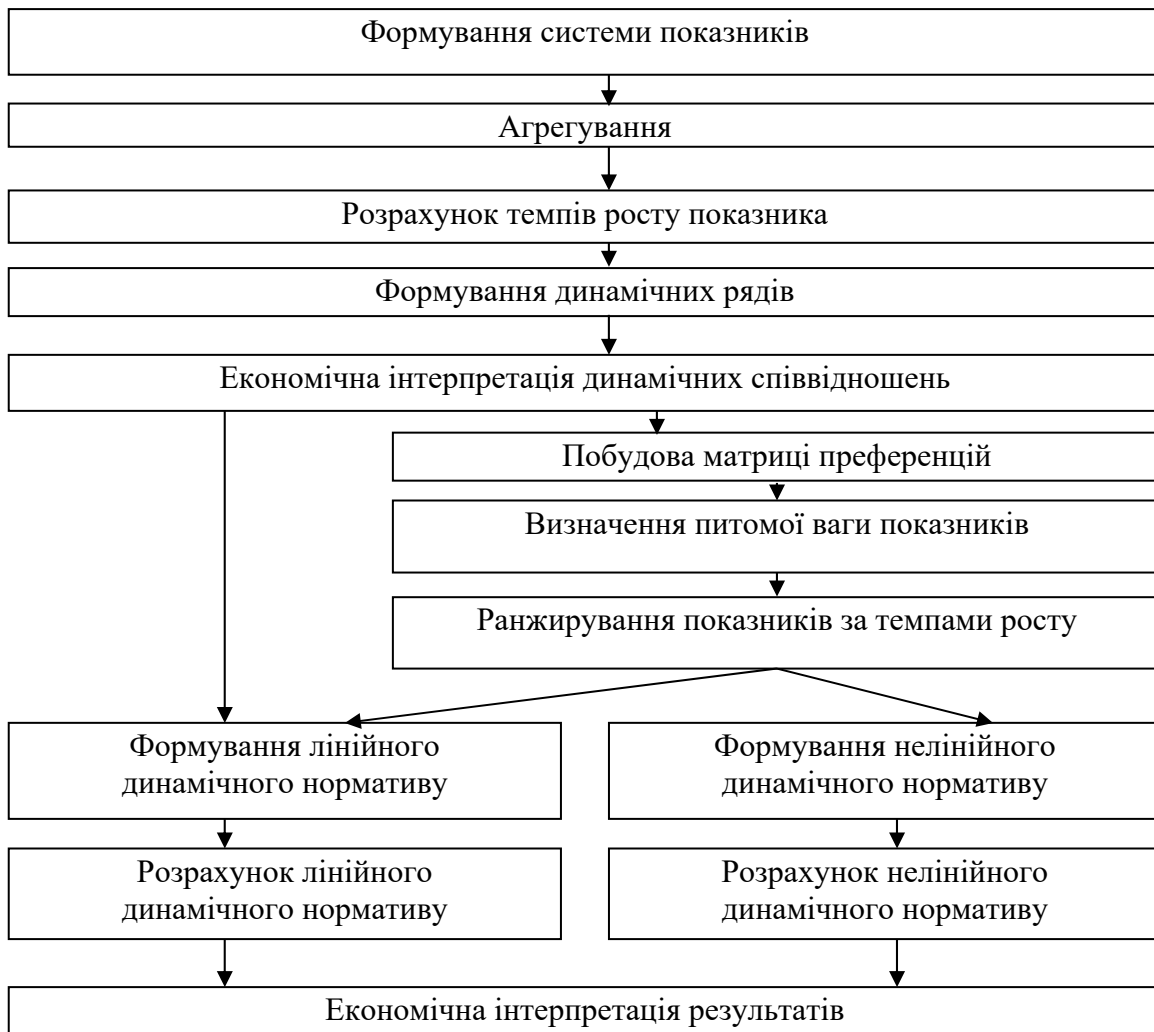 Формування системи показників
Агрегування
Розрахунок темпів росту показника
Формування динамічних рядів
Економічна інтерпретація динамічних співвідношень
Побудова матриці преференцій
Визначення питомої ваги показників
Ранжирування показників за темпами росту
Формування лінійного
динамічного нормативу
Формування нелінійного
динамічного нормативу
Розрахунок лінійного
динамічного нормативу
Розрахунок нелінійного
динамічного нормативу
Економічна інтерпретація результатів